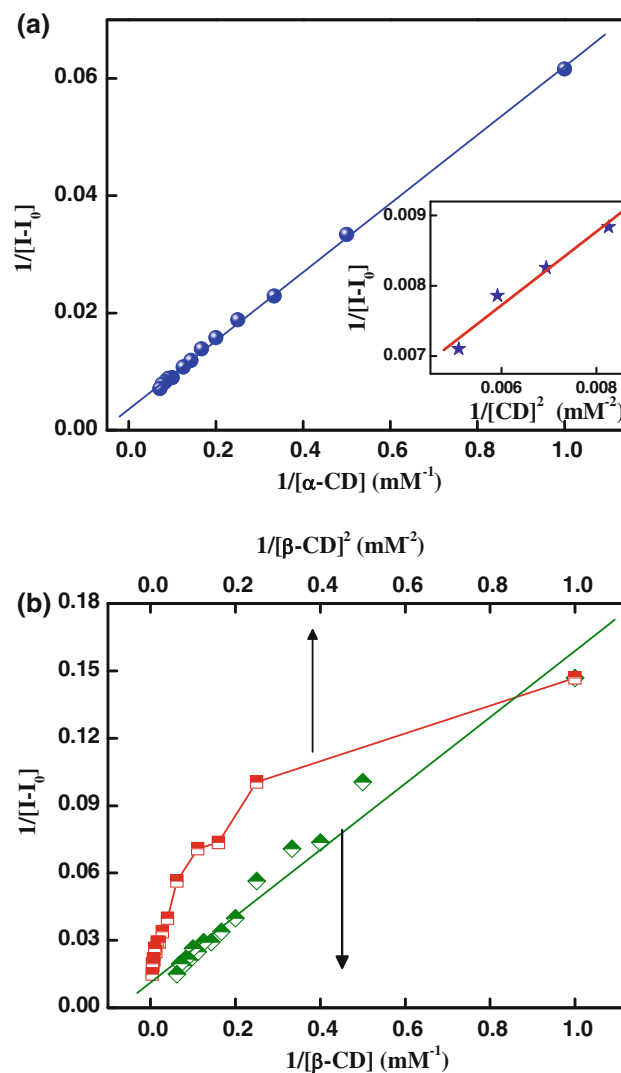 (a)
0.06
0.04
0.02
0.00
1/[I-I₀]
0.0 0.2 0.4 0.6 0.8 1.0
1/[α-CD] (mM⁻¹)
0.009
0.008
0.007
1/[I-I₀]
0.006 0.008
1/[CD]² (mM⁻²)
1/[β-CD]² (mM⁻²)
0.0 0.2 0.4 0.6 0.8 1.0
(b)
0.18
0.15
0.12
0.09
0.06
0.03
0.00
1/[I-I₀]
0.0 0.2 0.4 0.6 0.8 1.0
1/[β-CD] (mM⁻¹)